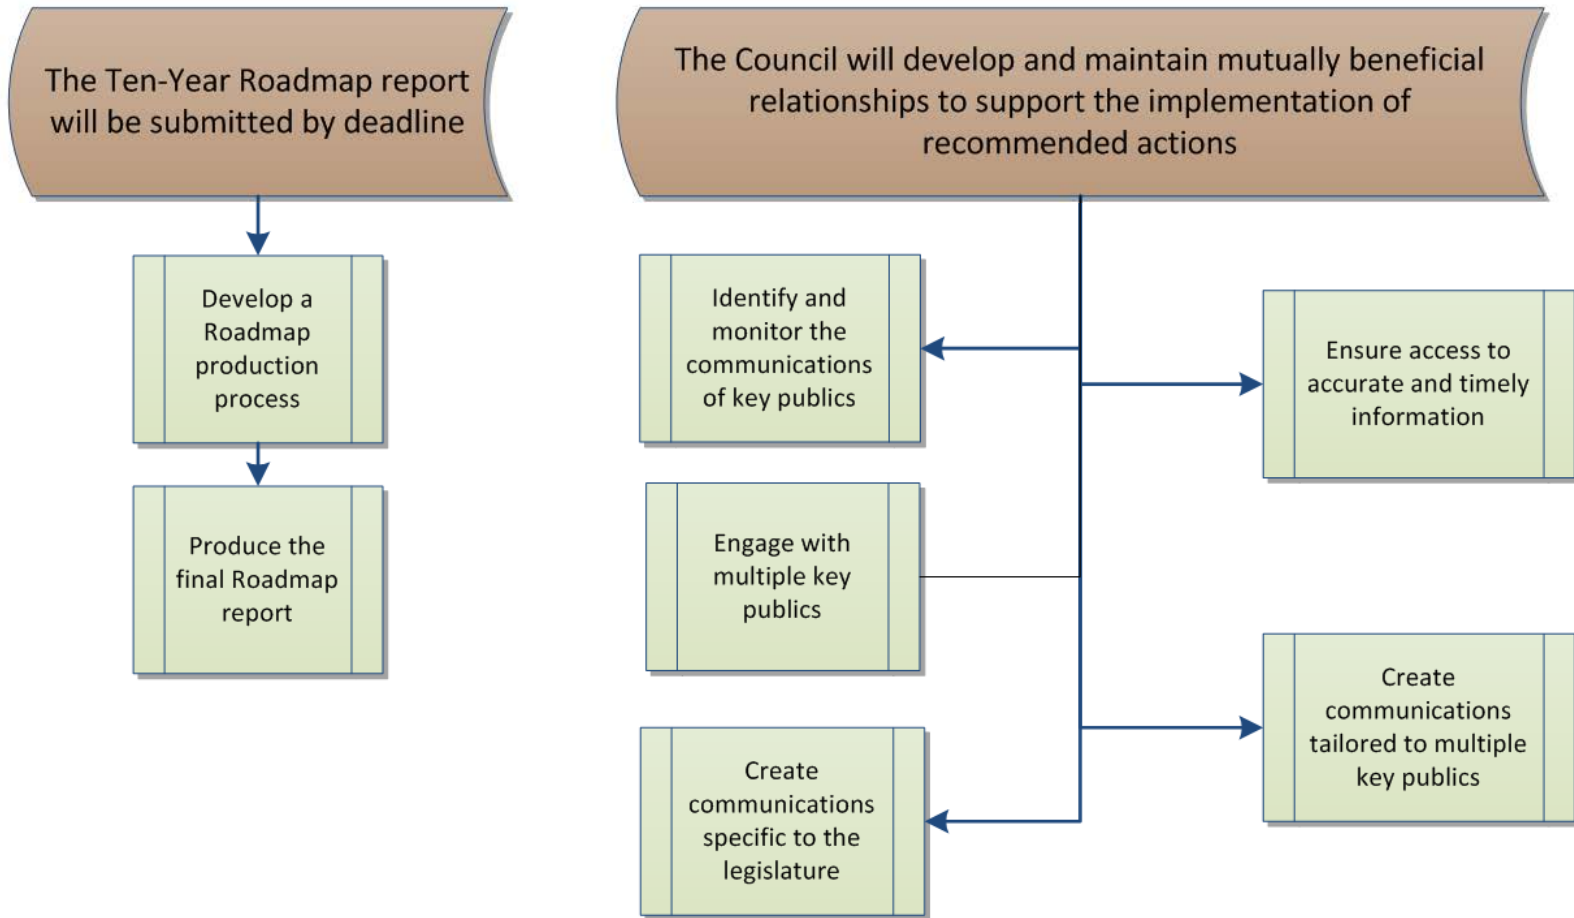 The Ten-Year Roadmap report
will be submitted by deadline
The Council will develop and maintain mutually beneficial
relationships to support the implementation of
recommended actions
Develop a
Roadmap
production
process
Produce the
final Roadmap
report
Identify and
monitor the
communications
of key publics
Ensure access to
accurate and timely
information
Engage with
multiple key
publics
Create
communications
tailored to multiple
key publics
Create
communications
specific to the
legislature